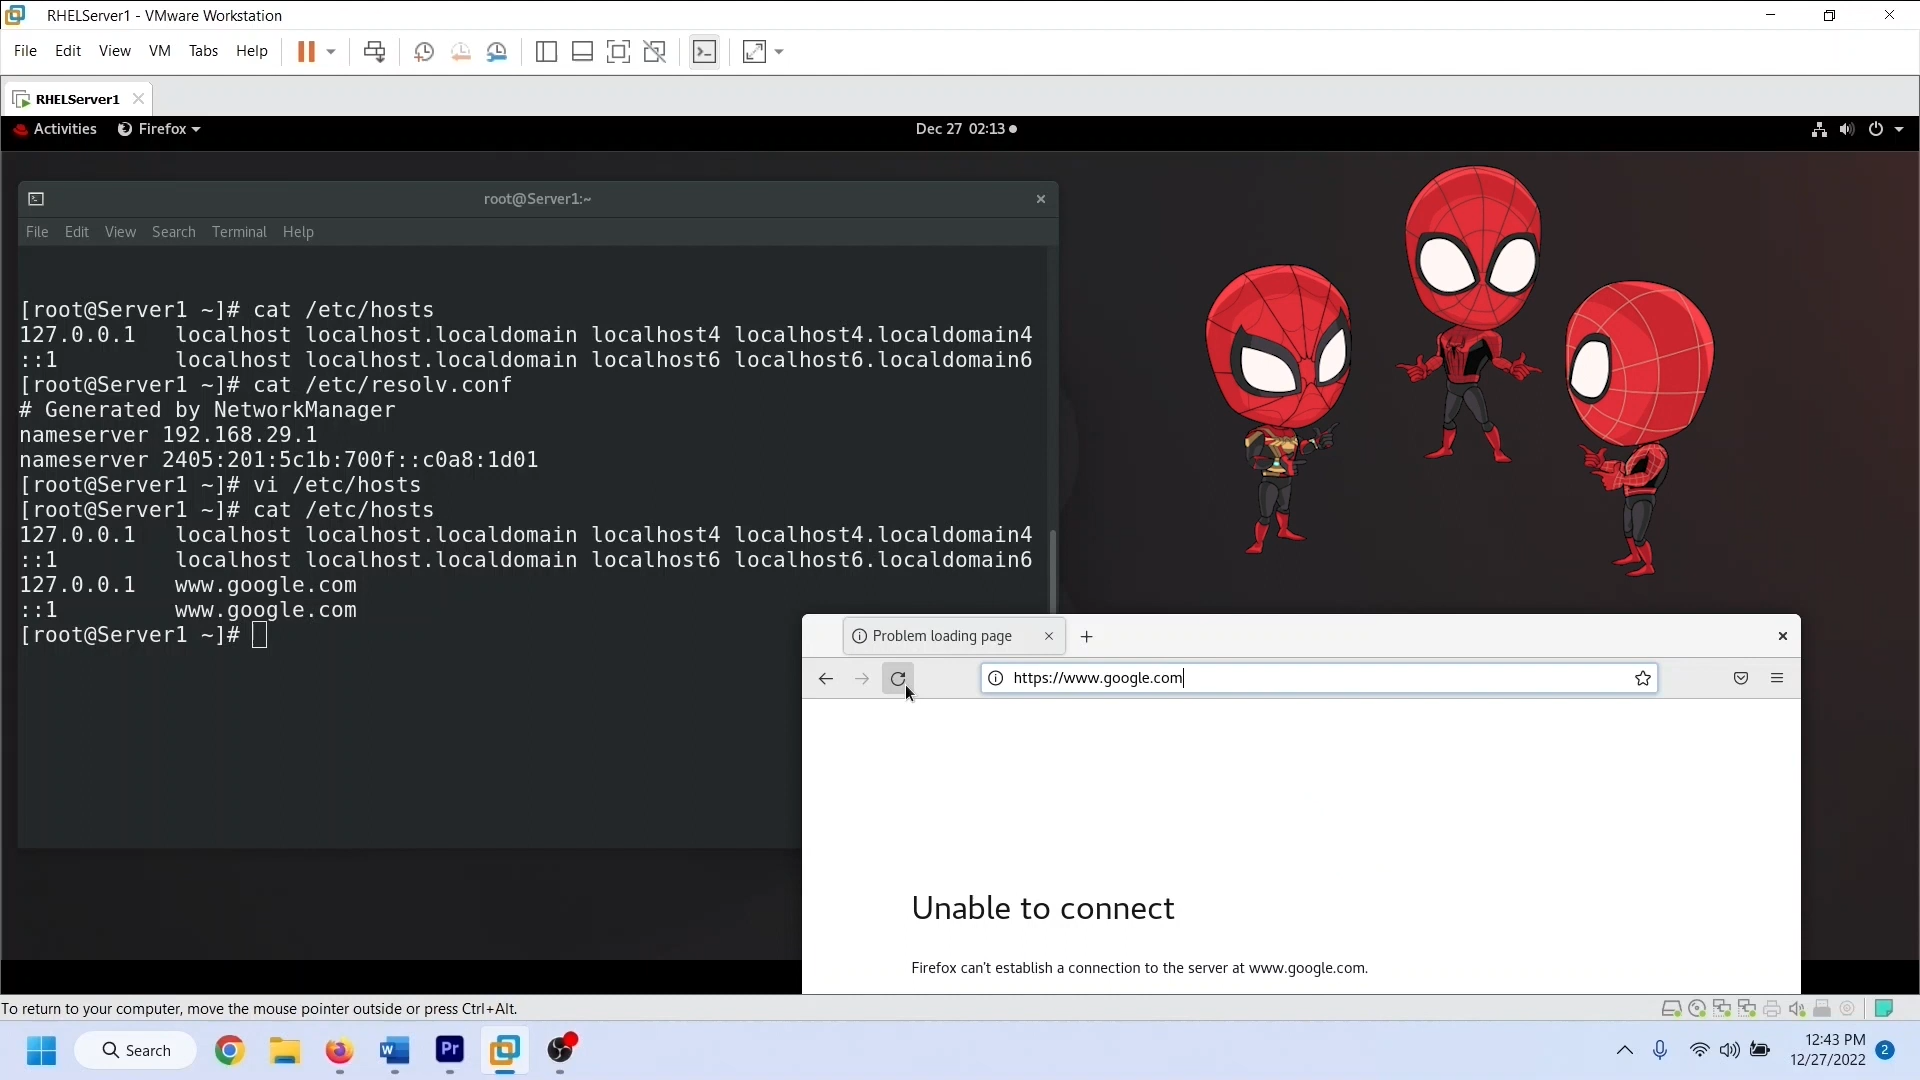 RHELServer1 - VMware Workstation
File Edit View VM Tabs Help
RHELServer1
Activities Firefox Dec 27 02:13
root@Server1:~
File Edit View Search Terminal Help
[root@Server1 ~]# cat /etc/hosts
127.0.0.1 localhost localhost.localdomain localhost4 localhost4.localdomain4
::1 localhost localhost.localdomain localhost6 localhost6.localdomain6
[root@Server1 ~]# cat /etc/resolv.conf
# Generated by NetworkManager
nameserver 192.168.29.1
nameserver 2405:201:5c1b:700f::c0a8:1d01
[root@Server1 ~]# vi /etc/hosts
[root@Server1 ~]# cat /etc/hosts
127.0.0.1 localhost localhost.localdomain localhost4 localhost4.localdomain4
::1 localhost localhost.localdomain localhost6 localhost6.localdomain6
127.0.0.1 www.google.com
::1 www.google.com
[root@Server1 ~]#
Problem loading page
https://www.google.com
Unable to connect
Firefox can't establish a connection to the server at www.google.com.
To return to your computer, move the mouse pointer outside or press Ctrl+Alt.
Search
W
Pr
12:43 PM
12/27/2022
2